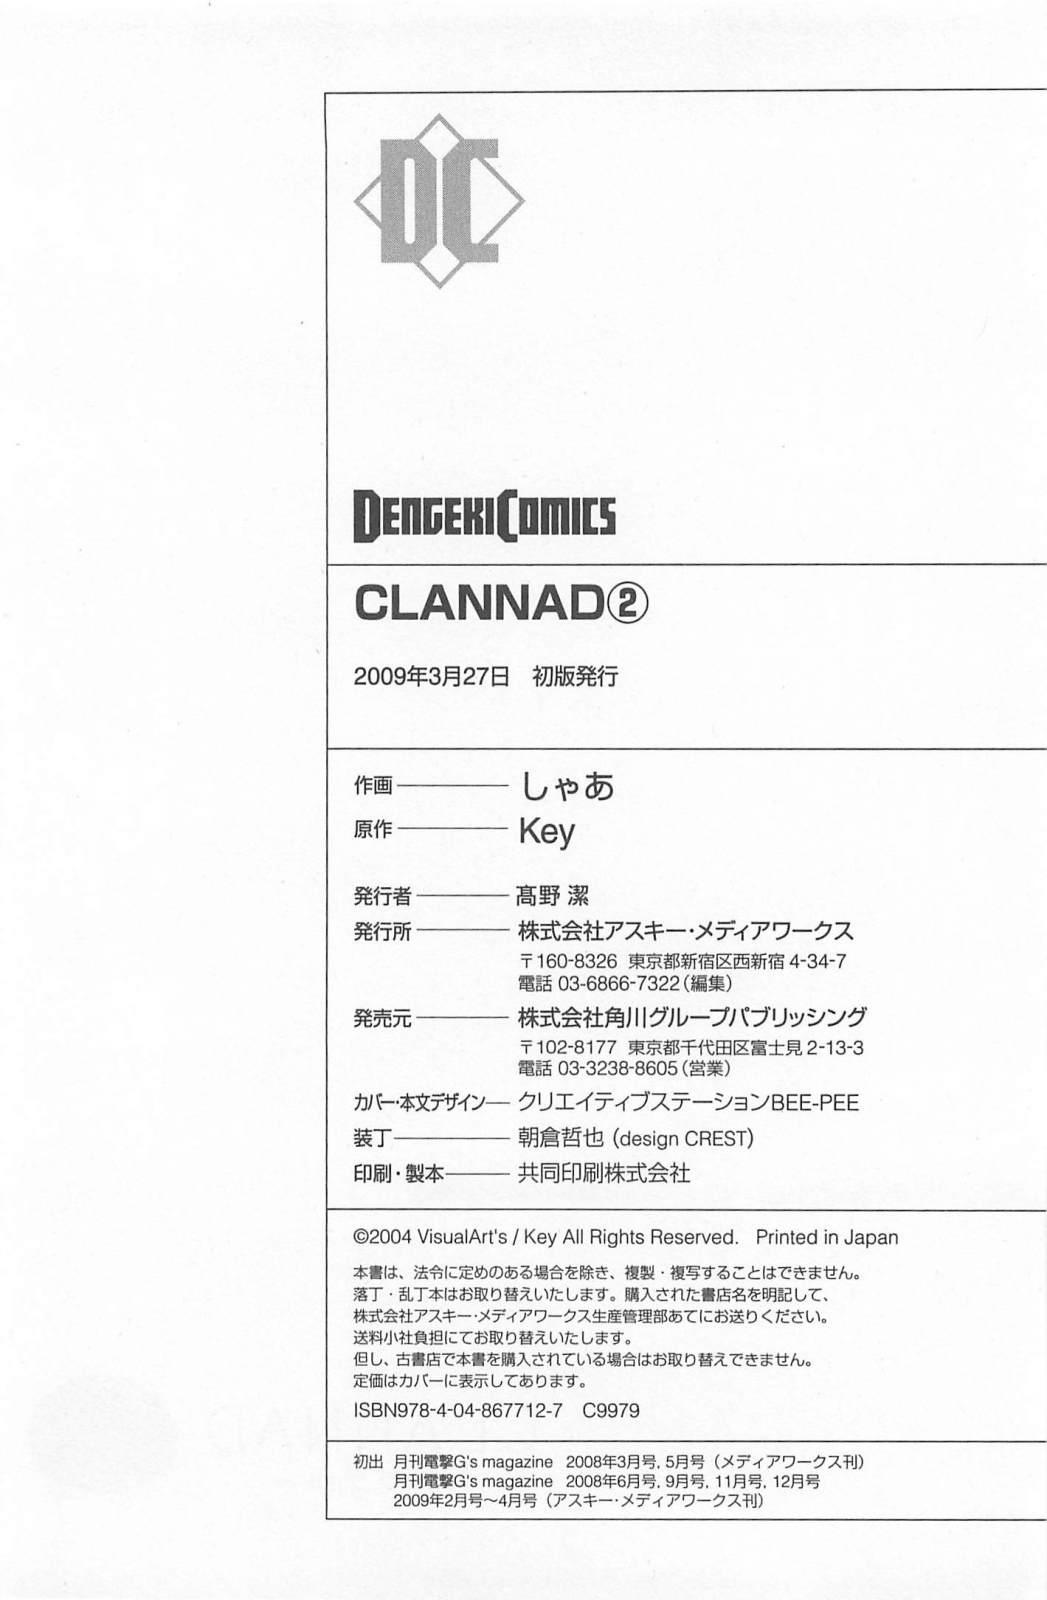 DC
DENGEKI COMICS
CLANNAD②
2009年3月27日 初版発行
作画 しゃあ
原作 Key
発行者 髙野 潔
発行所 株式会社アスキー・メディアワークス
〒160-8326 東京都新宿区西新宿4-34-7
電話 03-6866-7322(編集)
発売元 株式会社角川グループパブリッシング
〒102-8177 東京都千代田区富士見2-13-3
電話 03-3238-8605(営業)
カバー・本文デザイン クリエイティブステーションBEE-PEE
装丁 朝倉哲也 (design CREST)
印刷・製本 共同印刷株式会社
©2004 VisualArt's / Key All Rights Reserved. Printed in Japan
本書は、法令に定めのある場合を除き、複製・複写することはできません。
落丁・乱丁本はお取り替えいたします。購入された書店名を明記して、
株式会社アスキー・メディアワークス生産管理部あてにお送りください。
送料小社負担にてお取り替えいたします。
但し、古書店で本書を購入されている場合はお取り替えできません。
定価はカバーに表示してあります。
ISBN978-4-04-867712-7 C9979
初出 月刊電撃G's magazine 2008年3月号, 5月号(メディアワークス刊)
月刊電撃G's magazine 2008年6月号, 9月号, 11月号, 12月号
2009年2月号〜4月号(アスキー・メディアワークス刊)